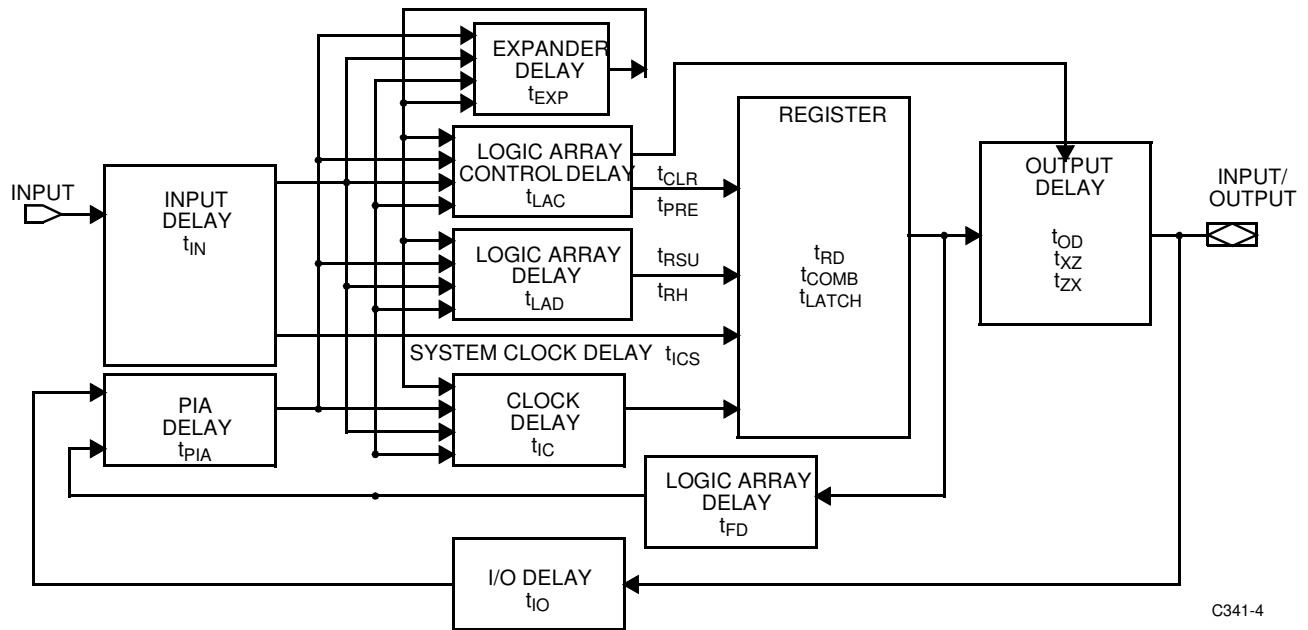 EXPANDER
DELAY
tEXP
REGISTER
LOGIC ARRAY
CONTROL DELAY
tLAC
tCLR
tPRE
INPUT
INPUT
DELAY
tIN
OUTPUT
DELAY
tOD
tXZ
tZX
INPUT/
OUTPUT
LOGIC ARRAY
DELAY
tLAD
tRSU
tRH
tRD
tCOMB
tLATCH
SYSTEM CLOCK DELAY tICS
PIA
DELAY
tPIA
CLOCK
DELAY
tIC
LOGIC ARRAY
DELAY
tFD
I/O DELAY
tIO
C341-4